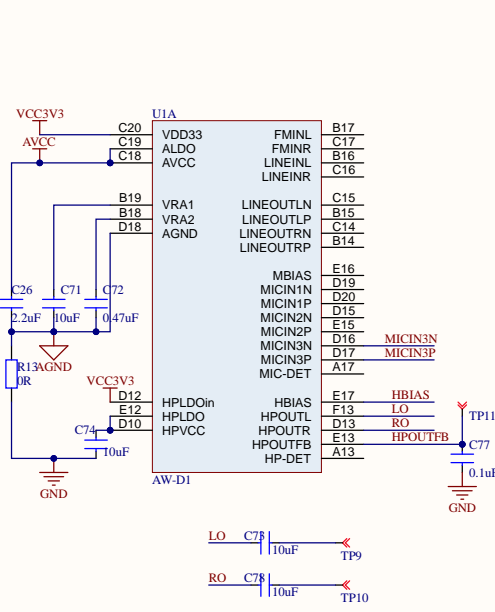 VCC3V3
U1A
C20 VDD33 FMINL B17
AVCC
C19 ALDO FMINR C17
C18 AVCC LINEINL B16
LINEINR C16
B19 VRA1 LINEOUTLN C15
B18 VRA2 LINEOUTLP B15
D18 AGND LINEOUTRN C14
LINEOUTRP B14
MBIAS E16
MICIN1N D19
C26 C71 C72 MICIN1P D20
MICIN2N D15
2.2uF 10uF 0.47uF
MICIN2P E15
MICIN3N D16 MICIN3N
MICIN3P D17 MICIN3P
R13 AGND
MIC-DET A17
0R
VCC3V3
D12 HPLDOin HBIAS E17 HBIAS
E12 HPLDO HPOUTL F13 LO
TP11
C74 D10 HPVCC HPOUTR D13 RO
HPOUTFB E13 HPOUTFB
C77
10uF HP-DET A13
0.1uF
AW-D1
GND
GND
LO C73
10uF
TP9
RO C78
10uF
TP10